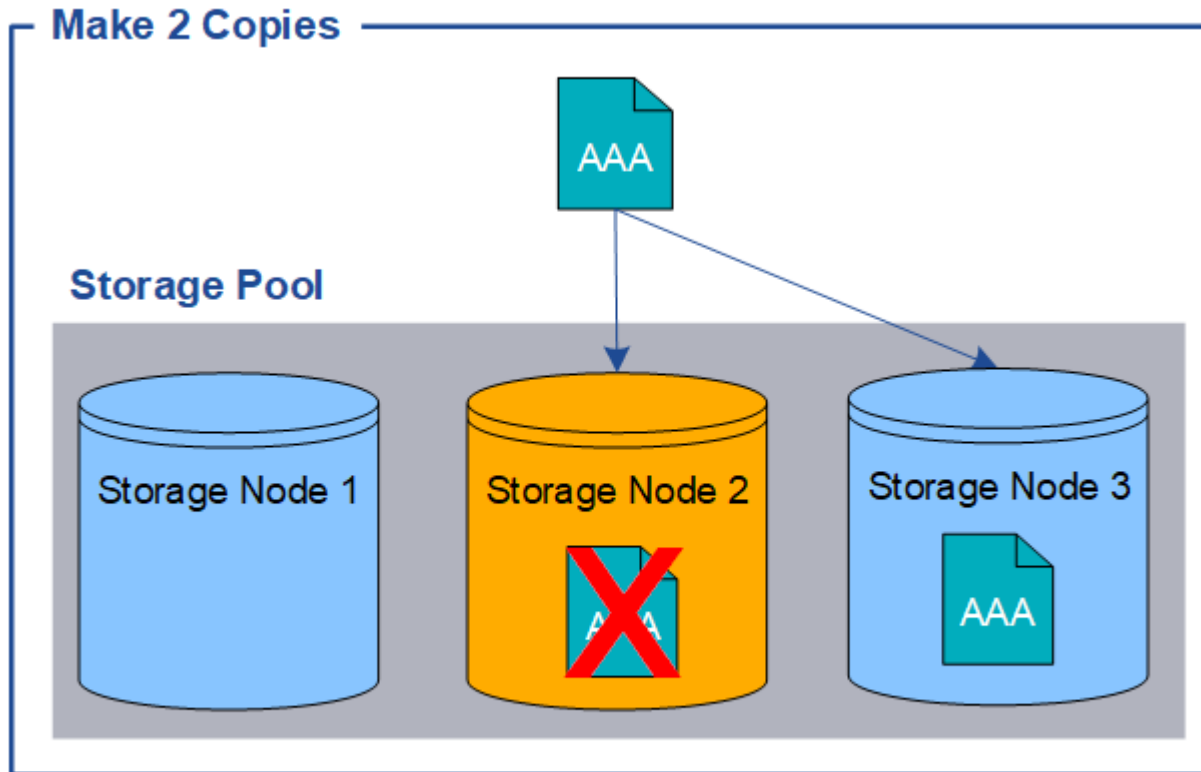 Make 2 Copies
AAA
Storage Pool
Storage Node 1
Storage Node 2
Storage Node 3
AAA